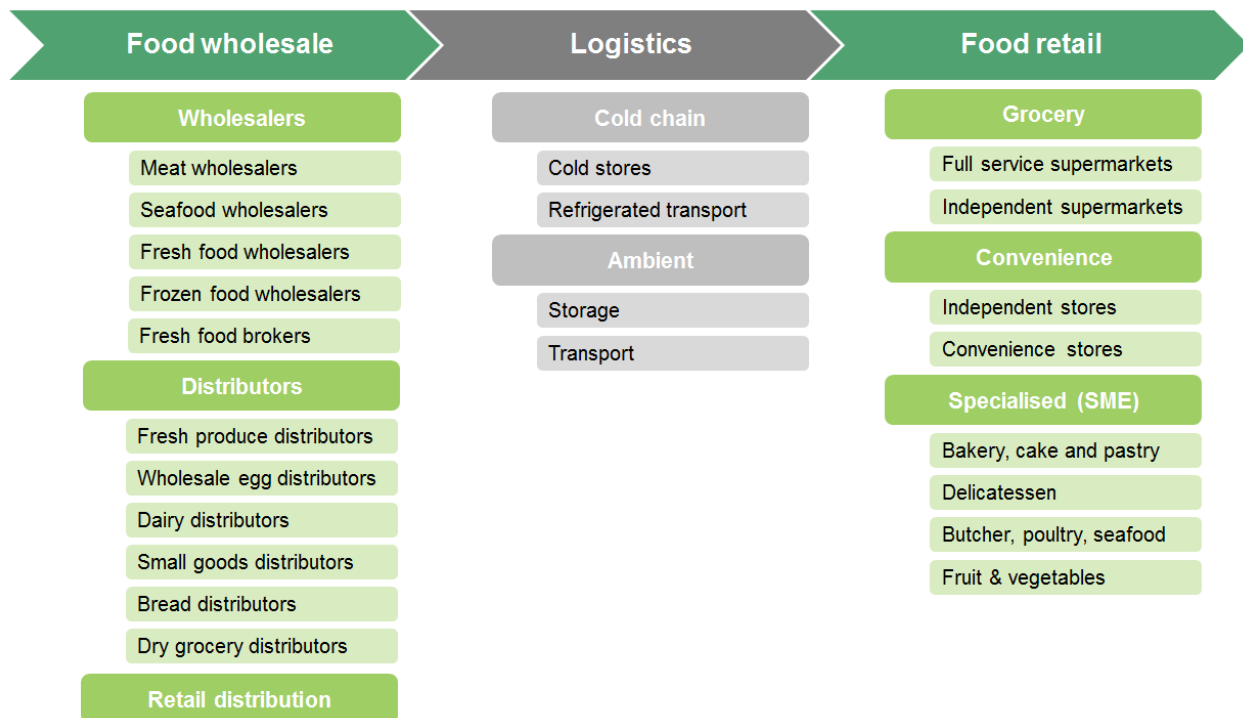 Food wholesale
Logistics
Food retail
Wholesalers
Meat wholesalers
Seafood wholesalers
Fresh food wholesalers
Frozen food wholesalers
Fresh food brokers
Distributors
Fresh produce distributors
Wholesale egg distributors
Dairy distributors
Small goods distributors
Bread distributors
Dry grocery distributors
Retail distribution
Cold chain
Cold stores
Refrigerated transport
Ambient
Storage
Transport
Grocery
Full service supermarkets
Independent supermarkets
Convenience
Independent stores
Convenience stores
Specialised (SME)
Bakery, cake and pastry
Delicatessen
Butcher, poultry, seafood
Fruit & vegetables